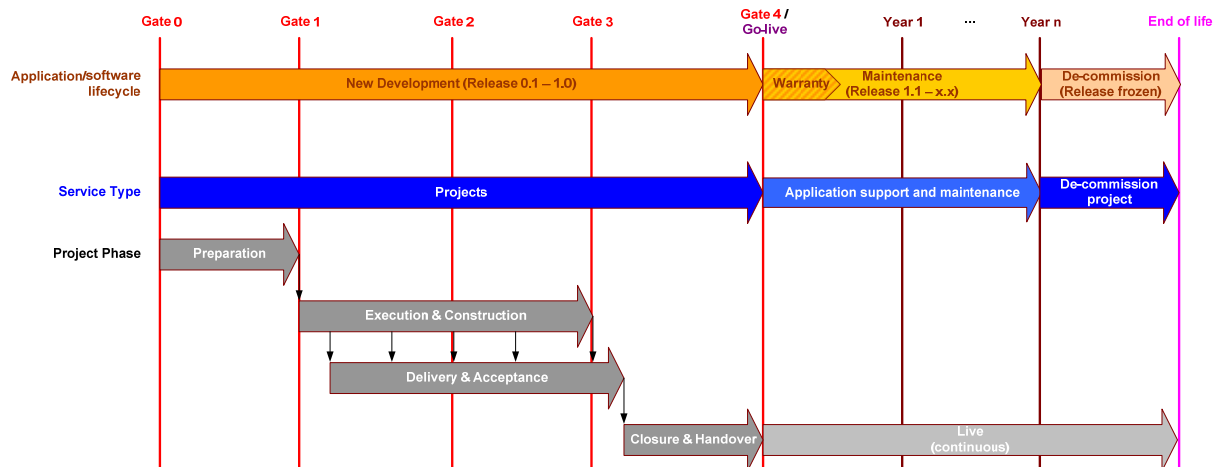 Gate 0
Gate 1
Gate 2
Gate 3
Gate 4 /
Go-live
Year 1
...
Year n
End of life
Application/software
lifecycle
New Development (Release 0.1 – 1.0)
Warranty
Maintenance
(Release 1.1 – x.x)
De-commission
(Release frozen)
Service Type
Projects
Application support and maintenance
De-commission
project
Project Phase
Preparation
Execution & Construction
Delivery & Acceptance
Closure & Handover
Live
(continuous)